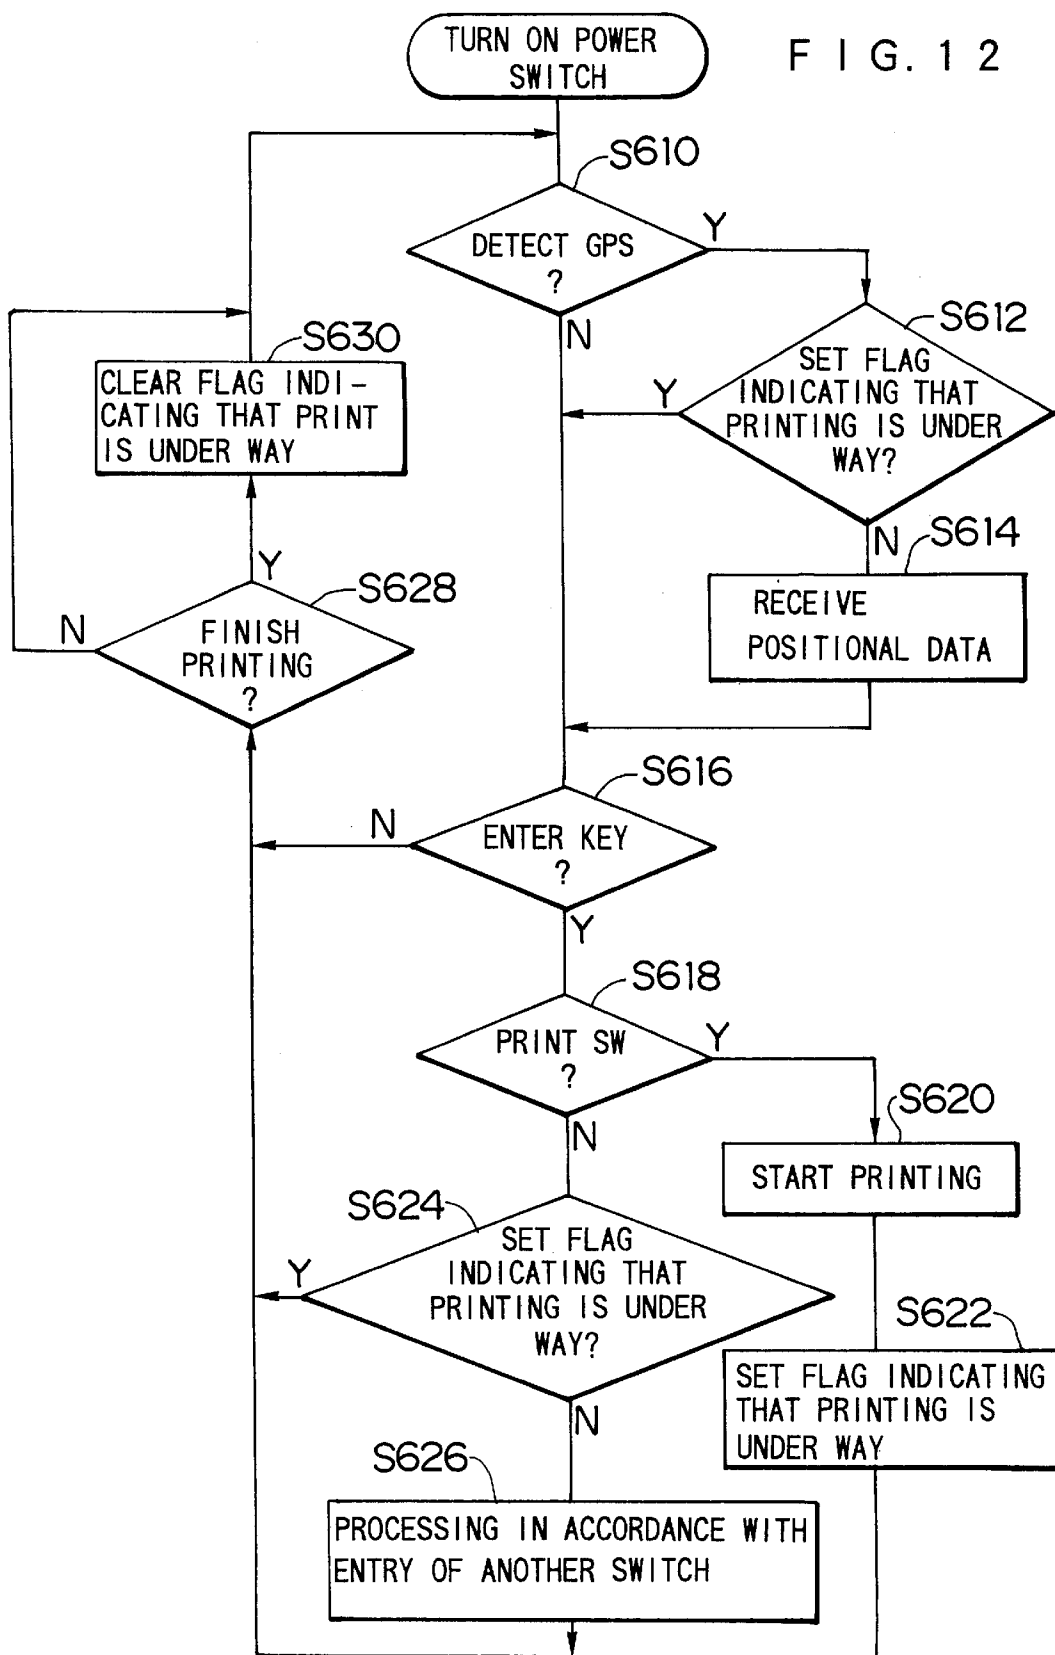 TURN ON POWER
SWITCH
F I G. 1 2
S610
DETECT GPS
?
Y
N
S612
SET FLAG
INDICATING THAT
PRINTING IS UNDER
WAY?
Y
N
S630
CLEAR FLAG INDI-
CATING THAT PRINT
IS UNDER WAY
Y
S628
FINISH
PRINTING
?
N
S614
RECEIVE
POSITIONAL DATA
S616
ENTER KEY
?
N
Y
S618
PRINT SW
?
Y
N
S620
START PRINTING
S624
SET FLAG
INDICATING THAT
PRINTING IS UNDER
WAY?
Y
N
S622
SET FLAG INDICATING
THAT PRINTING IS
UNDER WAY
S626
PROCESSING IN ACCORDANCE WITH
ENTRY OF ANOTHER SWITCH